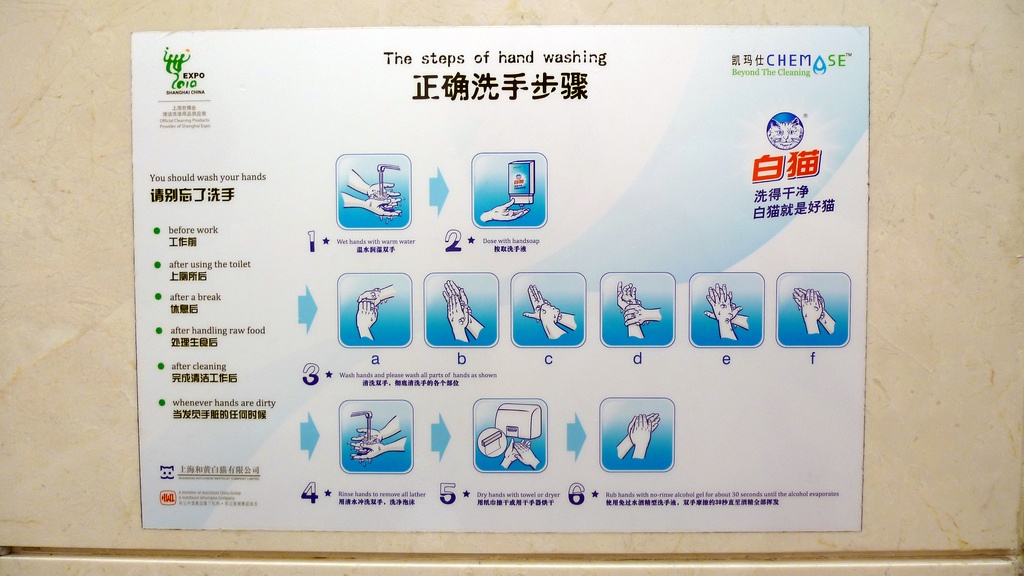 EXPO
2010
SHANGHAI CHINA
上海世博会
清洁洗涤用品供应商
Official Cleaning Products
Provider of Shanghai Expo
The steps of hand washing
正确洗手步骤
凯玛仕CHEMASE™
Beyond The Cleaning
白猫®
洗得干净
白猫就是好猫
You should wash your hands
请别忘了洗手
before work
工作前
after using the toilet
上厕所后
after a break
休息后
after handling raw food
处理生食后
after cleaning
完成清洁工作后
whenever hands are dirty
当发觉手脏的任何时候
1 ★ Wet hands with warm water
温水润湿双手
2 ★ Dose with handsoap
按取洗手液
a b c d e f
3 ★ Wash hands and please wash all parts of hands as shown
清洗双手，彻底清洗手的各个部位
4 ★ Rinse hands to remove all lather
用清水冲洗双手，洗净泡沫
5 ★ Dry hands with towel or dryer
用纸巾擦干或用干手器烘干
6 ★ Rub hands with no-rinse alcohol gel for about 30 seconds until the alcohol evaporates
使用免过水酒精型洗手液，双手摩擦约30秒直至酒精全部挥发
上海和黄白猫有限公司